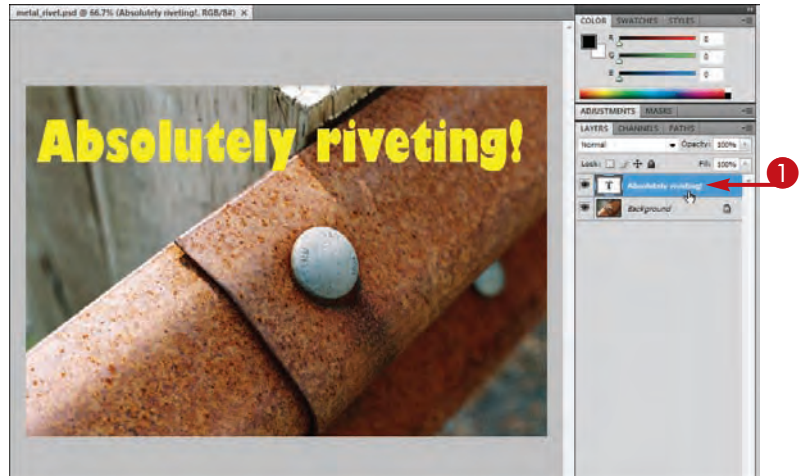 metal_rivet.psd @ 66.7% (Absolutely riveting!, RGB/8#) ×
COLOR SWATCHES STYLES
R 0
G 0
B 0
ADJUSTMENTS MASKS
LAYERS CHANNELS PATHS
Normal Opacity: 100%
Lock: Fill: 100%
T Absolutely riveting!
Background
Absolutely riveting!
1